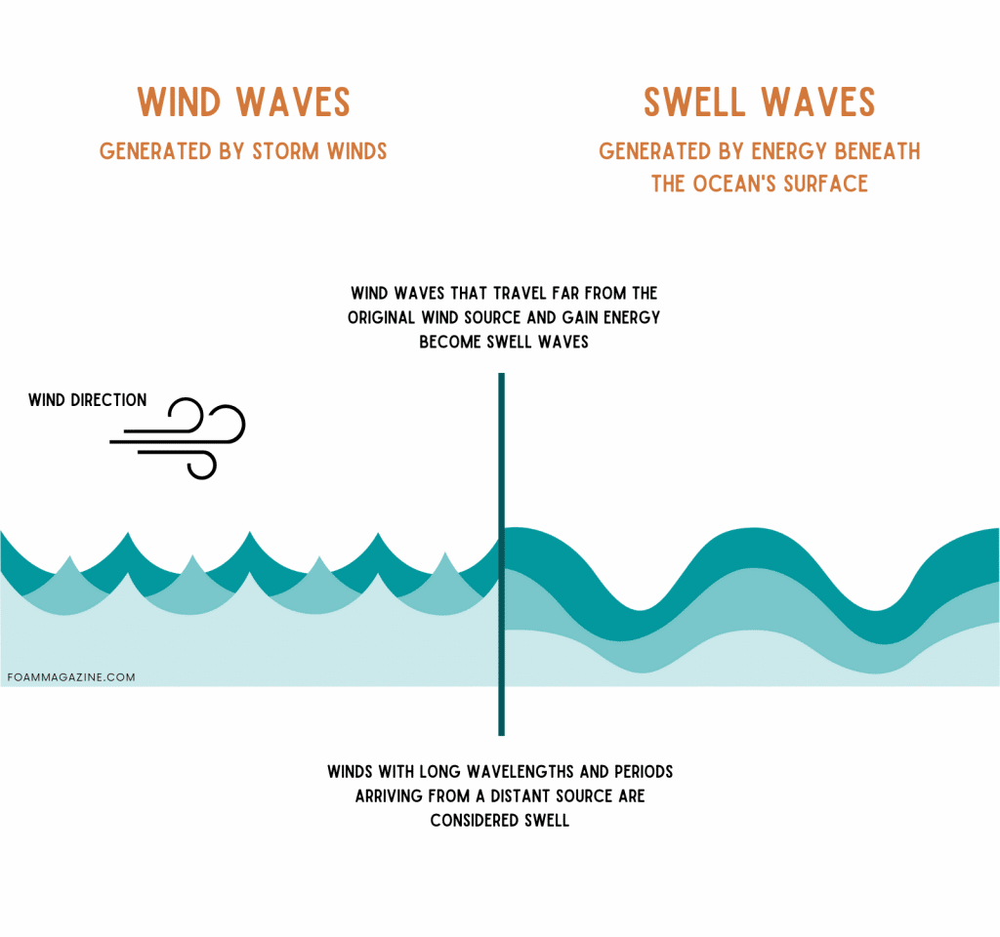 WIND WAVES
GENERATED BY STORM WINDS
SWELL WAVES
GENERATED BY ENERGY BENEATH
THE OCEAN'S SURFACE
WIND WAVES THAT TRAVEL FAR FROM THE
ORIGINAL WIND SOURCE AND GAIN ENERGY
BECOME SWELL WAVES
WIND DIRECTION
FOAMMAGAZINE.COM
WINDS WITH LONG WAVELENGTHS AND PERIODS
ARRIVING FROM A DISTANT SOURCE ARE
CONSIDERED SWELL